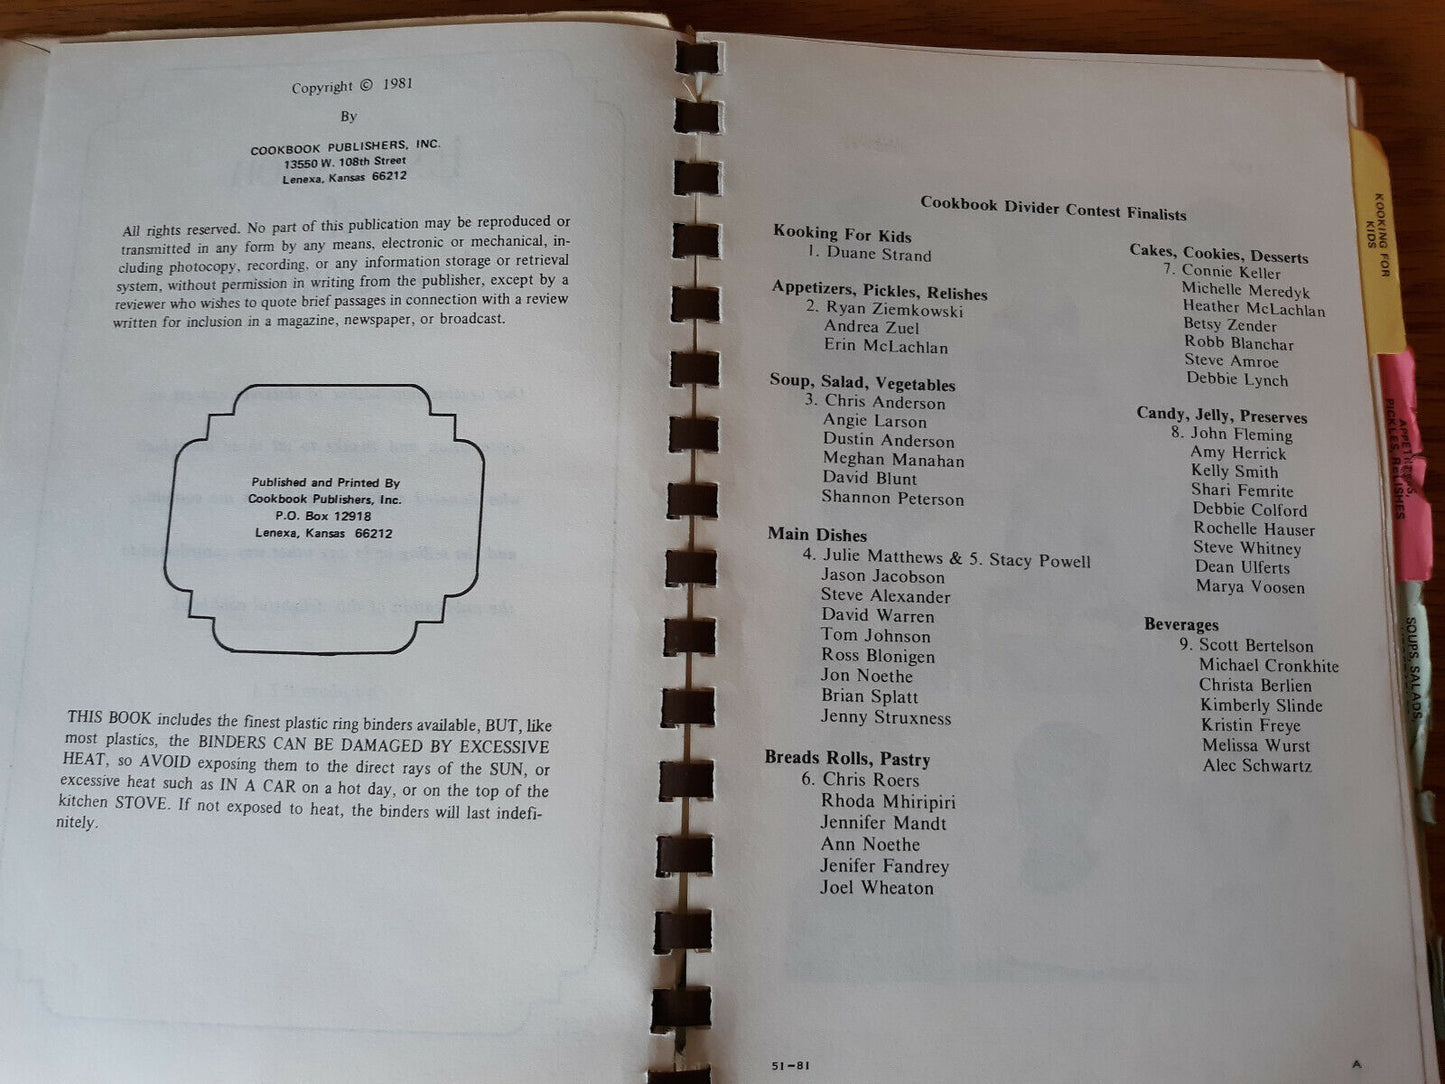 Copyright © 1981
By
COOKBOOK PUBLISHERS, INC.
13550 W. 108th Street
Lenexa, Kansas 66212
All rights reserved. No part of this publication may be reproduced or
transmitted in any form by any means, electronic or mechanical, in-
cluding photocopy, recording, or any information storage or retrieval
system, without permission in writing from the publisher, except by a
reviewer who wishes to quote brief passages in connection with a review
written for inclusion in a magazine, newspaper, or broadcast.
Published and Printed By
Cookbook Publishers, Inc.
P.O. Box 12918
Lenexa, Kansas 66212
THIS BOOK includes the finest plastic ring binders available, BUT, like
most plastics, the BINDERS CAN BE DAMAGED BY EXCESSIVE
HEAT, so AVOID exposing them to the direct rays of the SUN, or
excessive heat such as IN A CAR on a hot day, or on the top of the
kitchen STOVE. If not exposed to heat, the binders will last indefi-
nitely.
Cookbook Divider Contest Finalists
Kooking For Kids
1. Duane Strand
Appetizers, Pickles, Relishes
2. Ryan Ziemkowski
Andrea Zuel
Erin McLachlan
Soup, Salad, Vegetables
3. Chris Anderson
Angie Larson
Dustin Anderson
Meghan Manahan
David Blunt
Shannon Peterson
Main Dishes
4. Julie Matthews & 5. Stacy Powell
Jason Jacobson
Steve Alexander
David Warren
Tom Johnson
Ross Blonigen
Jon Noethe
Brian Splatt
Jenny Struxness
Breads Rolls, Pastry
6. Chris Roers
Rhoda Mhiripiri
Jennifer Mandt
Ann Noethe
Jenifer Fandrey
Joel Wheaton
Cakes, Cookies, Desserts
7. Connie Keller
Michelle Meredyk
Heather McLachlan
Betsy Zender
Robb Blanchar
Steve Amroe
Debbie Lynch
Candy, Jelly, Preserves
8. John Fleming
Amy Herrick
Kelly Smith
Shari Femrite
Debbie Colford
Rochelle Hauser
Steve Whitney
Dean Ulferts
Marya Voosen
Beverages
9. Scott Bertelson
Michael Cronkhite
Christa Berlien
Kimberly Slinde
Kristin Freye
Melissa Wurst
Alec Schwartz
51-81
A
KOOKING FOR
KIDS
APPETIZERS,
PICKLES, RELISHES
SOUPS, SALADS,